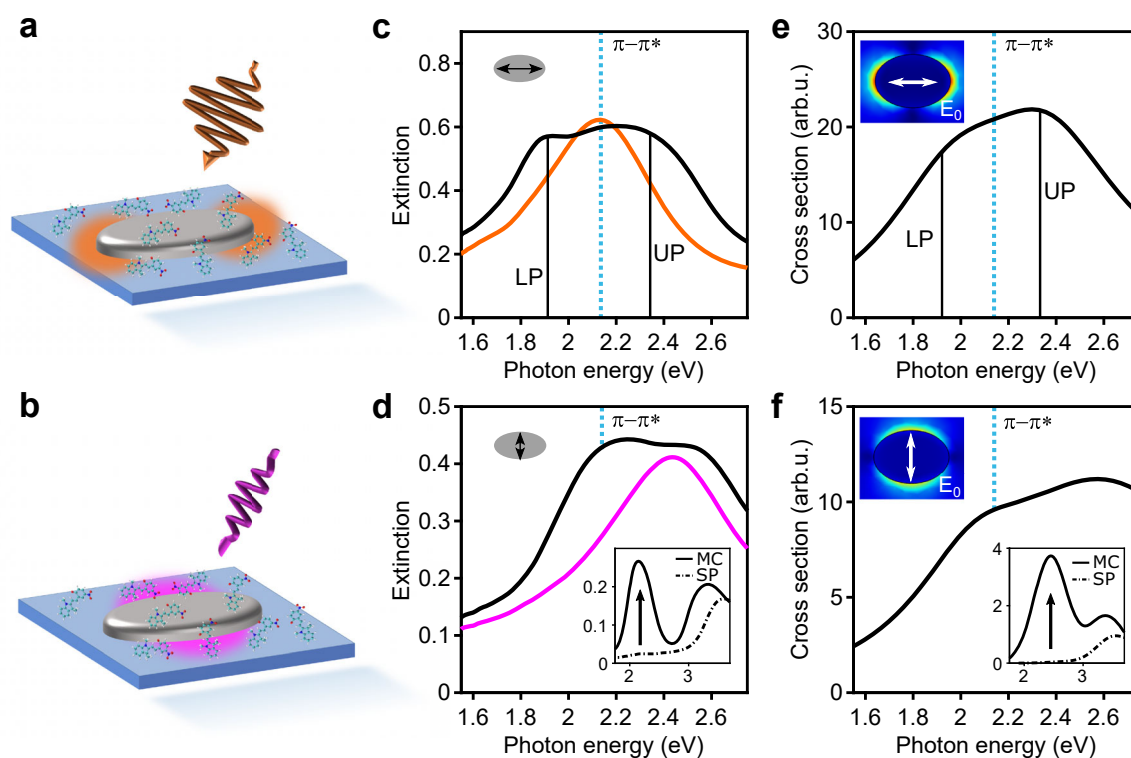 a
b
c
π–π*
0.8
0.6
0.4
0.2
0
Extinction
LP
UP
1.6 1.8 2 2.2 2.4 2.6
Photon energy (eV)
d
π–π*
0.5
0.4
0.3
0.2
0.1
0
Extinction
MC
SP
0.2
0.1
0
2 3
1.6 1.8 2 2.2 2.4 2.6
Photon energy (eV)
e
π–π*
E0
30
20
10
0
Cross section (arb.u.)
LP
UP
1.6 1.8 2 2.2 2.4 2.6
Photon energy (eV)
f
π–π*
E0
15
10
5
0
Cross section (arb.u.)
MC
SP
4
2
0
2 3
1.6 1.8 2 2.2 2.4 2.6
Photon energy (eV)